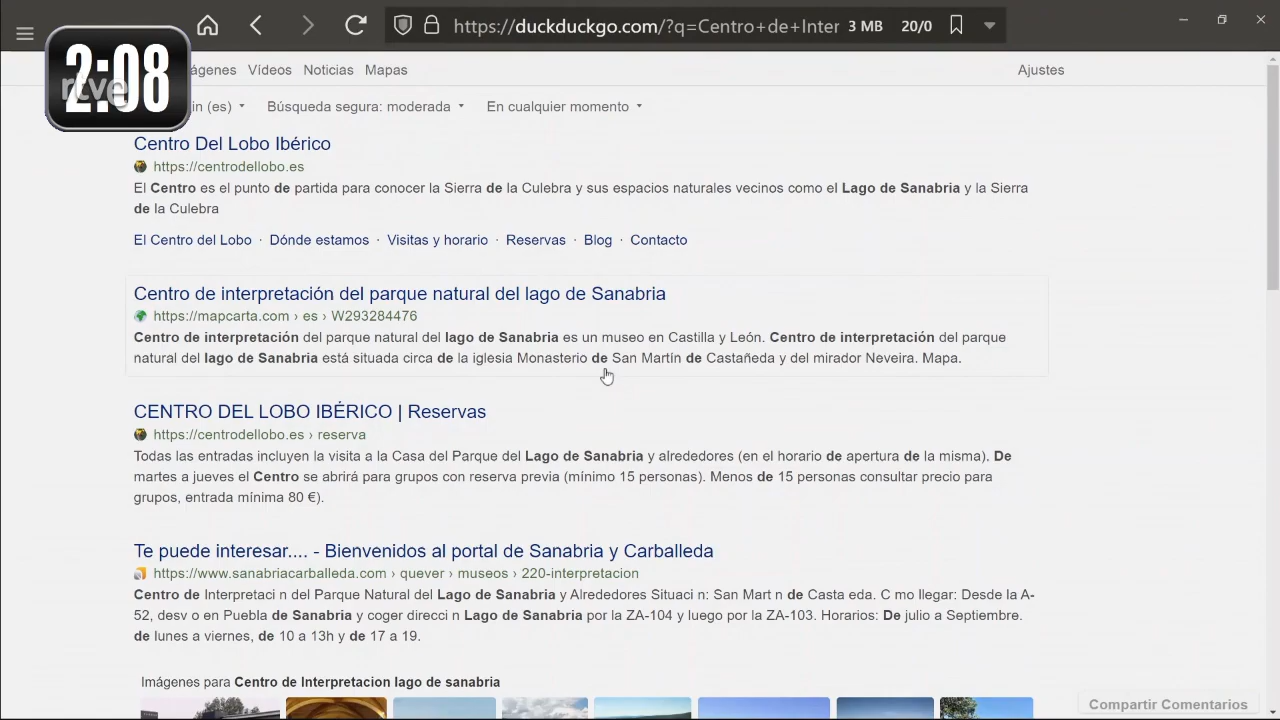 https://duckduckgo.com/?q=Centro+de+Inter 3 MB 20/0
2:08
rtve
ágenes Vídeos Noticias Mapas Ajustes
in (es) Búsqueda segura: moderada En cualquier momento
Centro Del Lobo Ibérico
https://centrodellobo.es
El Centro es el punto de partida para conocer la Sierra de la Culebra y sus espacios naturales vecinos como el Lago de Sanabria y la Sierra
de la Culebra
El Centro del Lobo · Dónde estamos · Visitas y horario · Reservas · Blog · Contacto
Centro de interpretación del parque natural del lago de Sanabria
https://mapcarta.com › es › W293284476
Centro de interpretación del parque natural del lago de Sanabria es un museo en Castilla y León. Centro de interpretación del parque
natural del lago de Sanabria está situada circa de la iglesia Monasterio de San Martín de Castañeda y del mirador Neveira. Mapa.
CENTRO DEL LOBO IBÉRICO | Reservas
https://centrodellobo.es › reserva
Todas las entradas incluyen la visita a la Casa del Parque del Lago de Sanabria y alrededores (en el horario de apertura de la misma). De
martes a jueves el Centro se abrirá para grupos con reserva previa (mínimo 15 personas). Menos de 15 personas consultar precio para
grupos, entrada mínima 80 €).
Te puede interesar.... - Bienvenidos al portal de Sanabria y Carballeda
https://www.sanabriacarballeda.com › quever › museos › 220-interpretacion
Centro de Interpretaci n del Parque Natural del Lago de Sanabria y Alrededores Situaci n: San Mart n de Casta eda. C mo llegar: Desde la A-
52, desv o en Puebla de Sanabria y coger direcci n Lago de Sanabria por la ZA-104 y luego por la ZA-103. Horarios: De julio a Septiembre.
de lunes a viernes, de 10 a 13h y de 17 a 19.
Imágenes para Centro de Interpretacion lago de sanabria
Compartir Comentarios